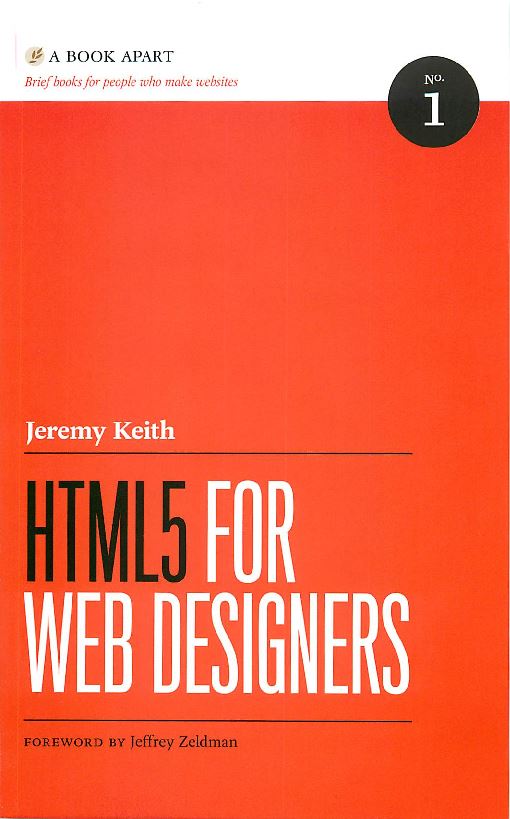 A BOOK APART
Brief books for people who make websites
No.
1
Jeremy Keith
HTML5 FOR
WEB DESIGNERS
FOREWORD BY Jeffrey Zeldman